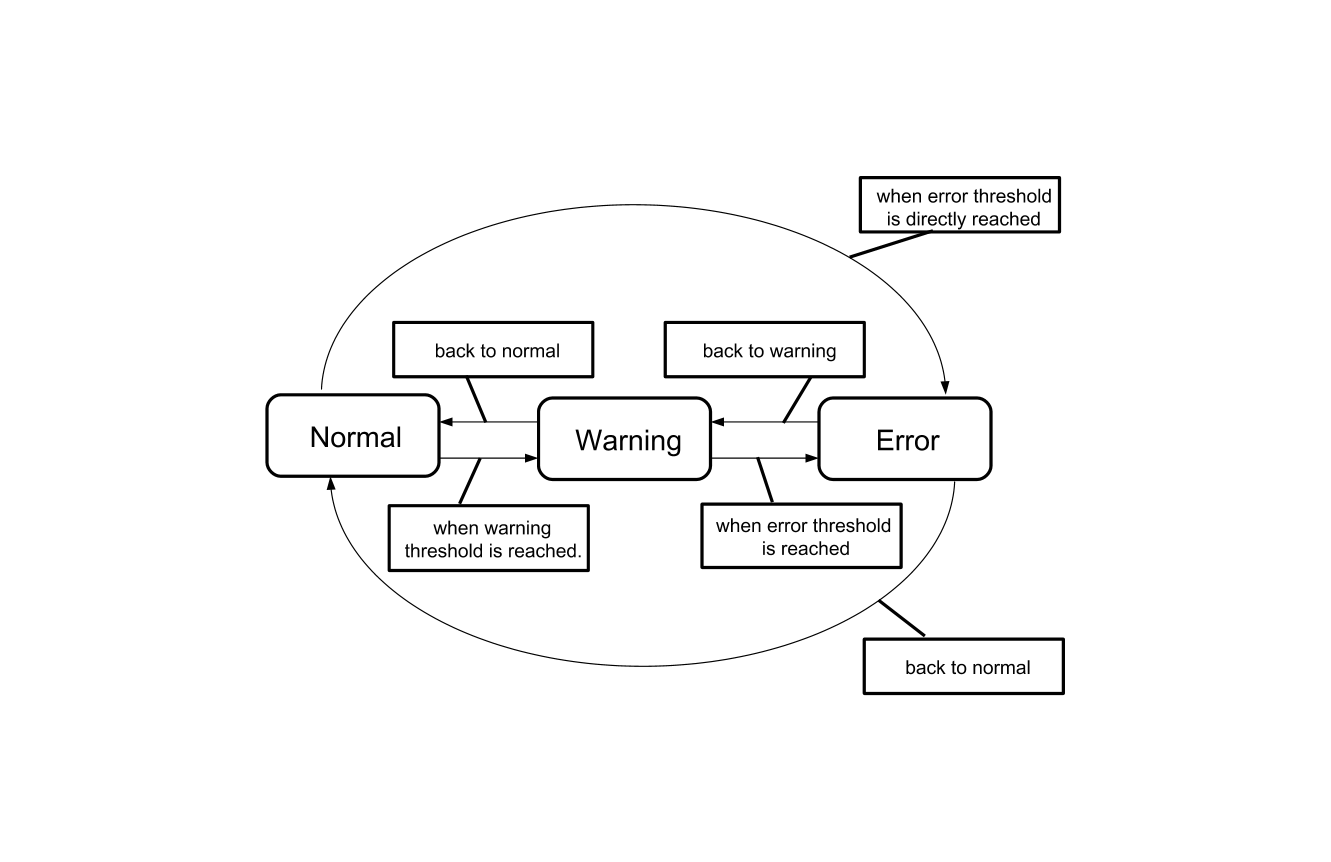 when error threshold
is directly reached
back to normal
back to warning
Normal
Warning
Error
when warning
threshold is reached.
when error threshold
is reached
back to normal